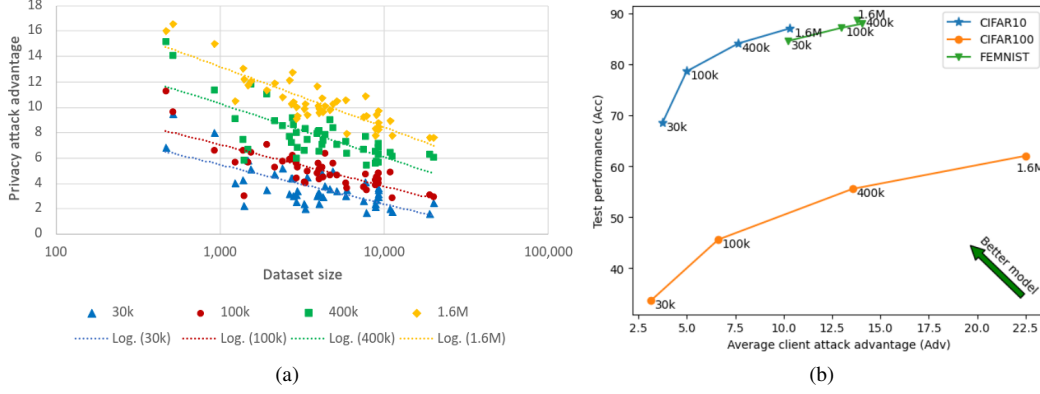 18
16
14
12
10
8
6
4
2
0
Privacy attack advantage
100
1,000
10,000
100,000
Dataset size
30k
100k
400k
1.6M
Log. (30k)
Log. (100k)
Log. (400k)
Log. (1.6M)
(a)
90
80
70
60
50
40
Test performance (Acc)
CIFAR10
CIFAR100
FEMNIST
1.6M
1.6M
400k
100k
30k
400k
100k
30k
1.6M
400k
100k
30k
Better model
2.5
5.0
7.5
10.0
12.5
15.0
17.5
20.0
22.5
Average client attack advantage (Adv)
(b)